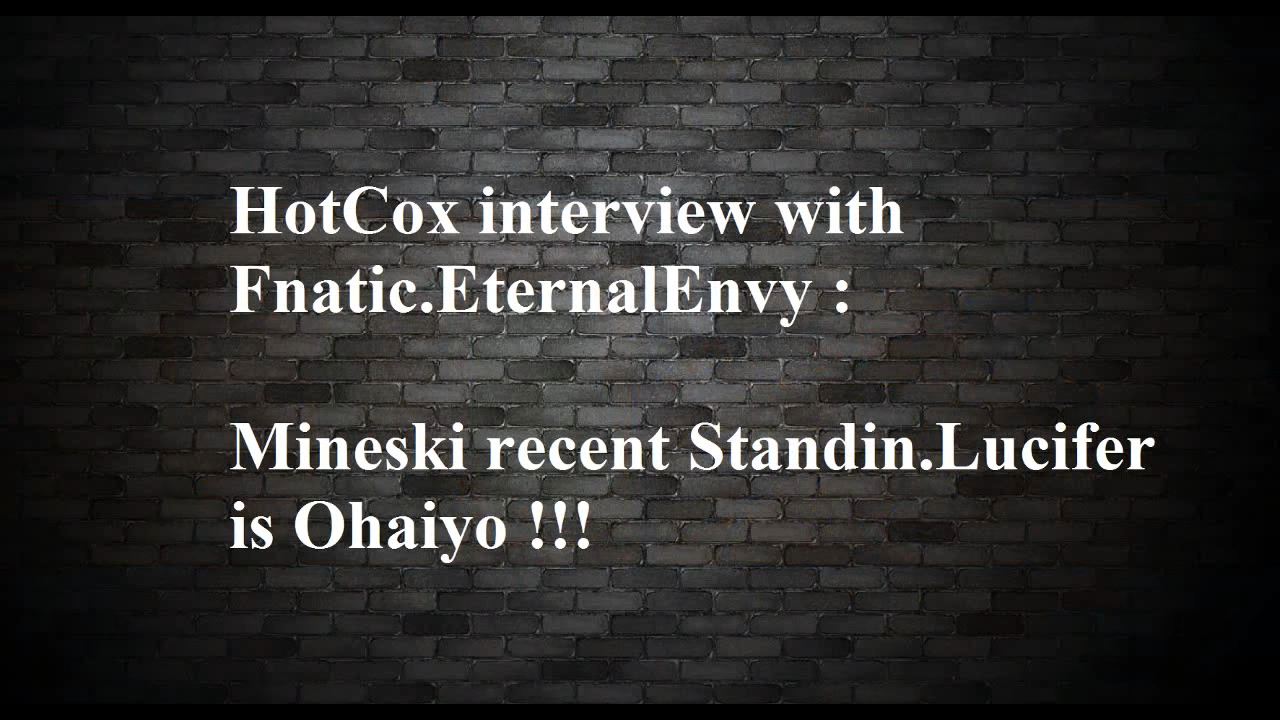 HotCox interview with
Fnatic.EternalEnvy :
Mineski recent Standin.Lucifer
is Ohaiyo !!!